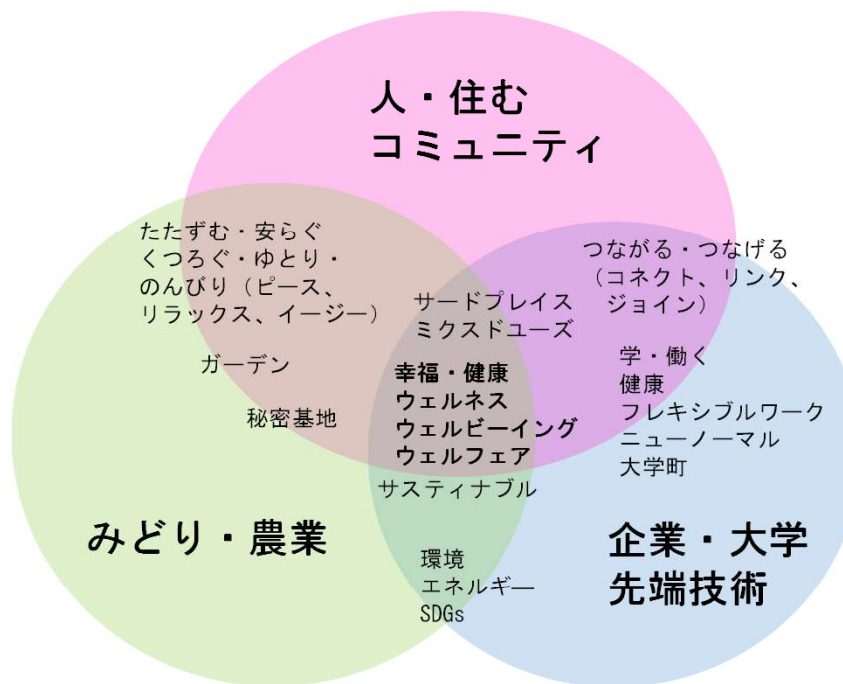 人・住む
コミュニティ
たたずむ・安らぐ
くつろぐ・ゆとり・
のんびり（ピース、
リラックス、イージー）
ガーデン
秘密基地
つながる・つなげる
（コネクト、リンク、
ジョイン）
サードプレイス
ミクスドユーズ
幸福・健康
ウェルネス
ウェルビーイング
ウェルフェア
サスティナブル
学・働く
健康
フレキシブルワーク
ニューノーマル
大学町
みどり・農業
環境
エネルギー
SDGs
企業・大学
先端技術